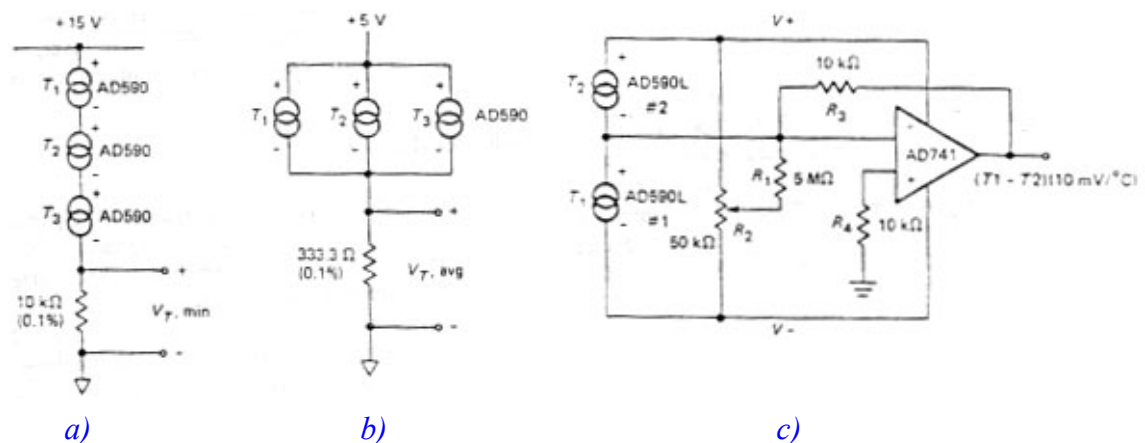 +15 V
T1
+
AD590
-
+
T2
AD590
-
+
T3
AD590
-
+
10 kΩ
(0.1%)
VT, min
-
a)
+5 V
+
+
+
T1
T2
T3
AD590
-
-
-
+
333.3 Ω
(0.1%)
VT, avg
-
b)
V+
10 kΩ
+
T2
AD590L
#2
-
R3
-
AD741
+
(T1 - T2)(10 mV/°C)
R1
5 MΩ
+
T1
AD590L
#1
-
R4
10 kΩ
50 kΩ
R2
V-
c)